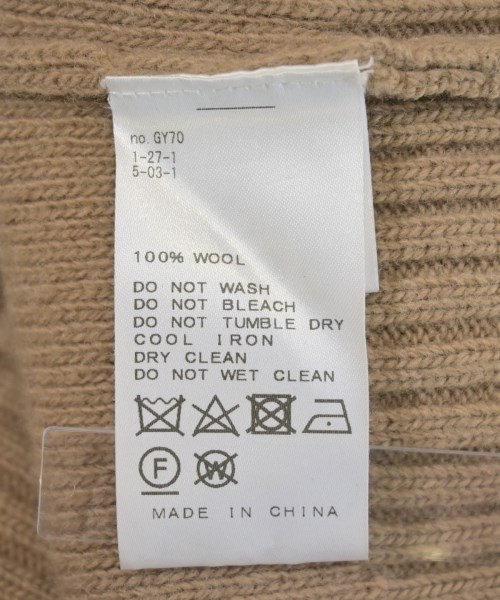 no. GY70
1-27-1
5-03-1
100% WOOL
DO NOT WASH
DO NOT BLEACH
DO NOT TUMBLE DRY
COOL IRON
DRY CLEAN
DO NOT WET CLEAN
F W
MADE IN CHINA